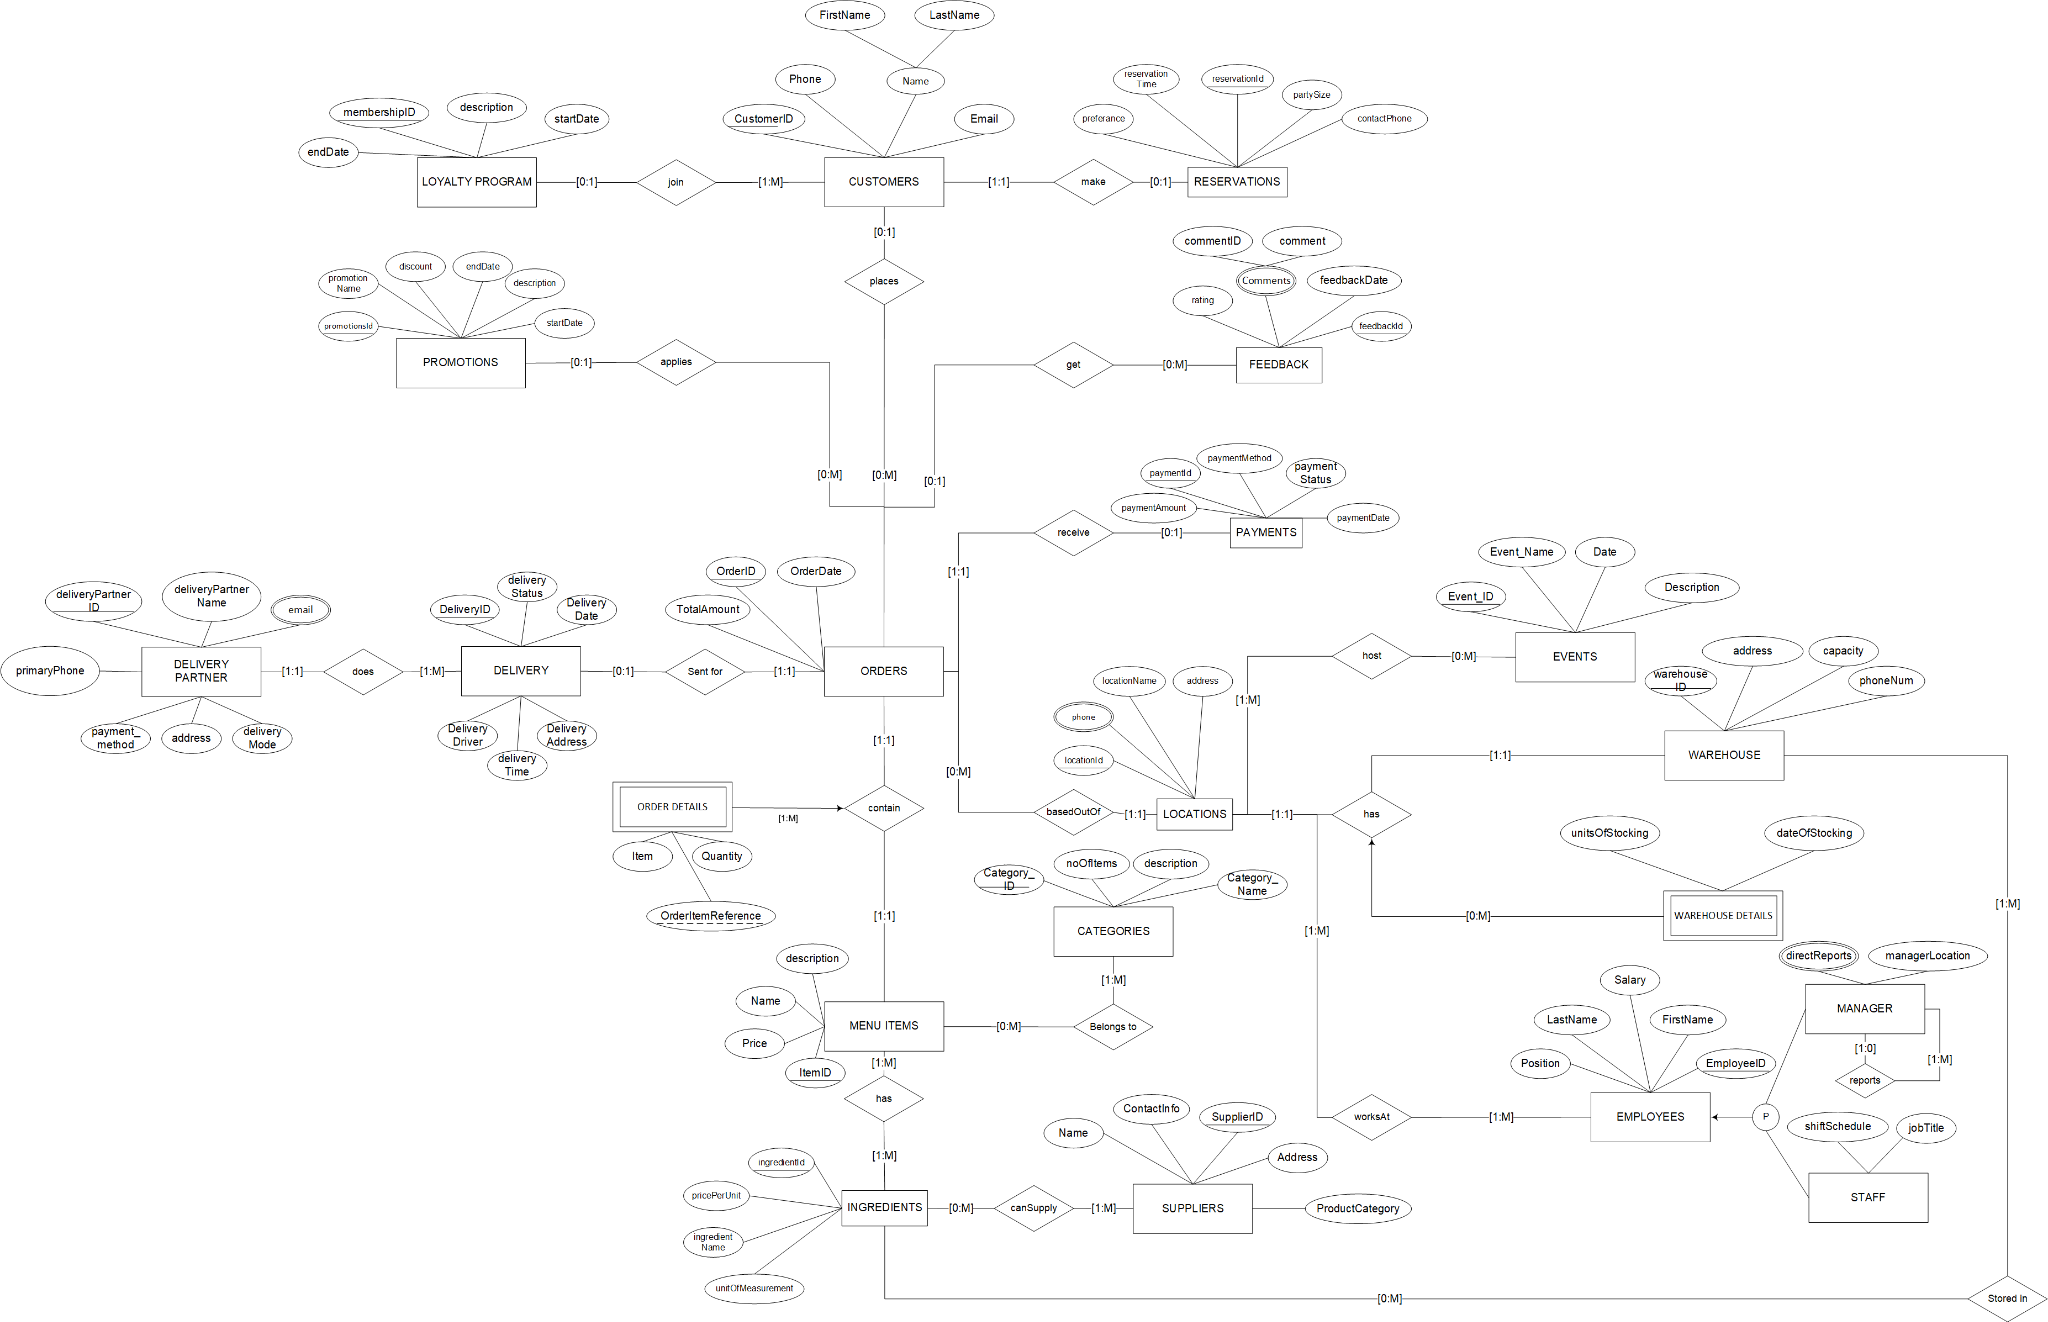 FirstName
LastName
Phone
Name
CustomerID
Email
CUSTOMERS
membershipID
description
startDate
endDate
LOYALTY PROGRAM
[0:1]
join
[1:M]
[1:1]
make
[0:1]
reservation
Time
reservationId
partySize
preferance
contactPhone
RESERVATIONS
[0:1]
places
[0:M]
promotion
Name
discount
endDate
description
promotionsId
startDate
PROMOTIONS
[0:1]
applies
[0:M]
commentID
comment
Comments
feedbackDate
rating
feedbackId
FEEDBACK
get
[0:M]
[0:1]
paymentMethod
paymentId
payment
Status
paymentAmount
paymentDate
PAYMENTS
receive
[0:1]
[1:1]
deliveryPartner
ID
deliveryPartner
Name
email
primaryPhone
DELIVERY
PARTNER
payment_
method
address
delivery
Mode
[1:1]
does
[1:M]
DeliveryID
delivery
Status
Delivery
Date
DELIVERY
Delivery
Driver
delivery
Time
Delivery
Address
[0:1]
Sent for
[1:1]
OrderID
OrderDate
TotalAmount
ORDERS
[1:1]
ORDER DETAILS
[1:M]
contain
Item
Quantity
OrderItemReference
[1:1]
[0:M]
basedOutOf
[1:1]
locationName
address
phone
locationId
LOCATIONS
[1:M]
host
[0:M]
Event_Name
Date
Event_ID
Description
EVENTS
[1:1]
has
[1:1]
warehouse
ID
address
capacity
phoneNum
WAREHOUSE
unitsOfStocking
dateOfStocking
WAREHOUSE DETAILS
[0:M]
[1:M]
Category_
ID
noOfItems
description
Category_
Name
CATEGORIES
[1:M]
Belongs to
[0:M]
description
Name
Price
ItemID
MENU ITEMS
[1:M]
has
[1:M]
ingredientId
pricePerUnit
ingredient
Name
unitOfMeasurement
INGREDIENTS
[0:M]
canSupply
[1:M]
Name
ContactInfo
SupplierID
Address
SUPPLIERS
ProductCategory
[1:M]
worksAt
[1:M]
Position
LastName
Salary
FirstName
EmployeeID
EMPLOYEES
P
directReports
managerLocation
MANAGER
[1:0]
[1:M]
reports
shiftSchedule
jobTitle
STAFF
[0:M]
Stored In